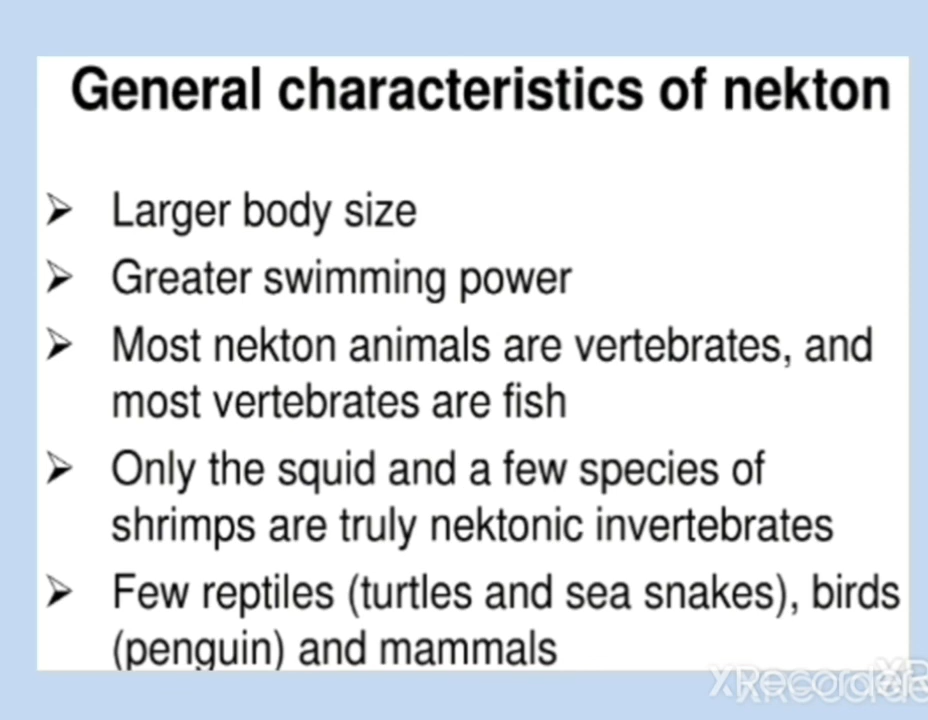 General characteristics of nekton
➢ Larger body size
➢ Greater swimming power
➢ Most nekton animals are vertebrates, and
most vertebrates are fish
➢ Only the squid and a few species of
shrimps are truly nektonic invertebrates
➢ Few reptiles (turtles and sea snakes), birds
(penguin) and mammals
XRecorder